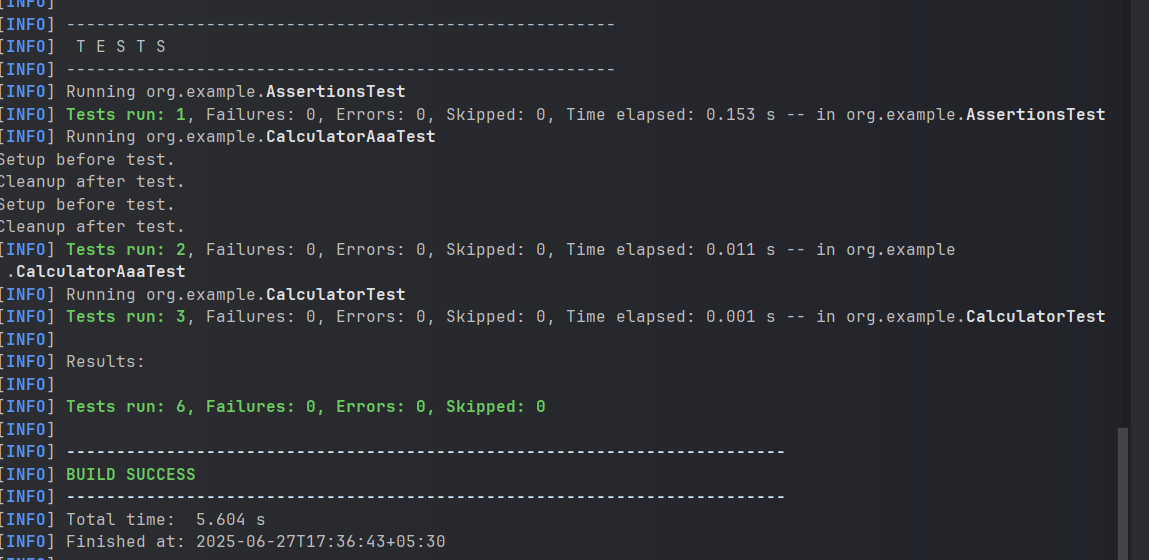 [INFO]
[INFO] -------------------------------------------------------
[INFO]  T E S T S
[INFO] -------------------------------------------------------
[INFO] Running org.example.AssertionsTest
[INFO] Tests run: 1, Failures: 0, Errors: 0, Skipped: 0, Time elapsed: 0.153 s -- in org.example.AssertionsTest
[INFO] Running org.example.CalculatorAaaTest
Setup before test.
Cleanup after test.
Setup before test.
Cleanup after test.
[INFO] Tests run: 2, Failures: 0, Errors: 0, Skipped: 0, Time elapsed: 0.011 s -- in org.example
.CalculatorAaaTest
[INFO] Running org.example.CalculatorTest
[INFO] Tests run: 3, Failures: 0, Errors: 0, Skipped: 0, Time elapsed: 0.001 s -- in org.example.CalculatorTest
[INFO]
[INFO] Results:
[INFO]
[INFO] Tests run: 6, Failures: 0, Errors: 0, Skipped: 0
[INFO]
[INFO] ------------------------------------------------------------------------
[INFO] BUILD SUCCESS
[INFO] ------------------------------------------------------------------------
[INFO] Total time:  5.604 s
[INFO] Finished at: 2025-06-27T17:36:43+05:30
[INFO]